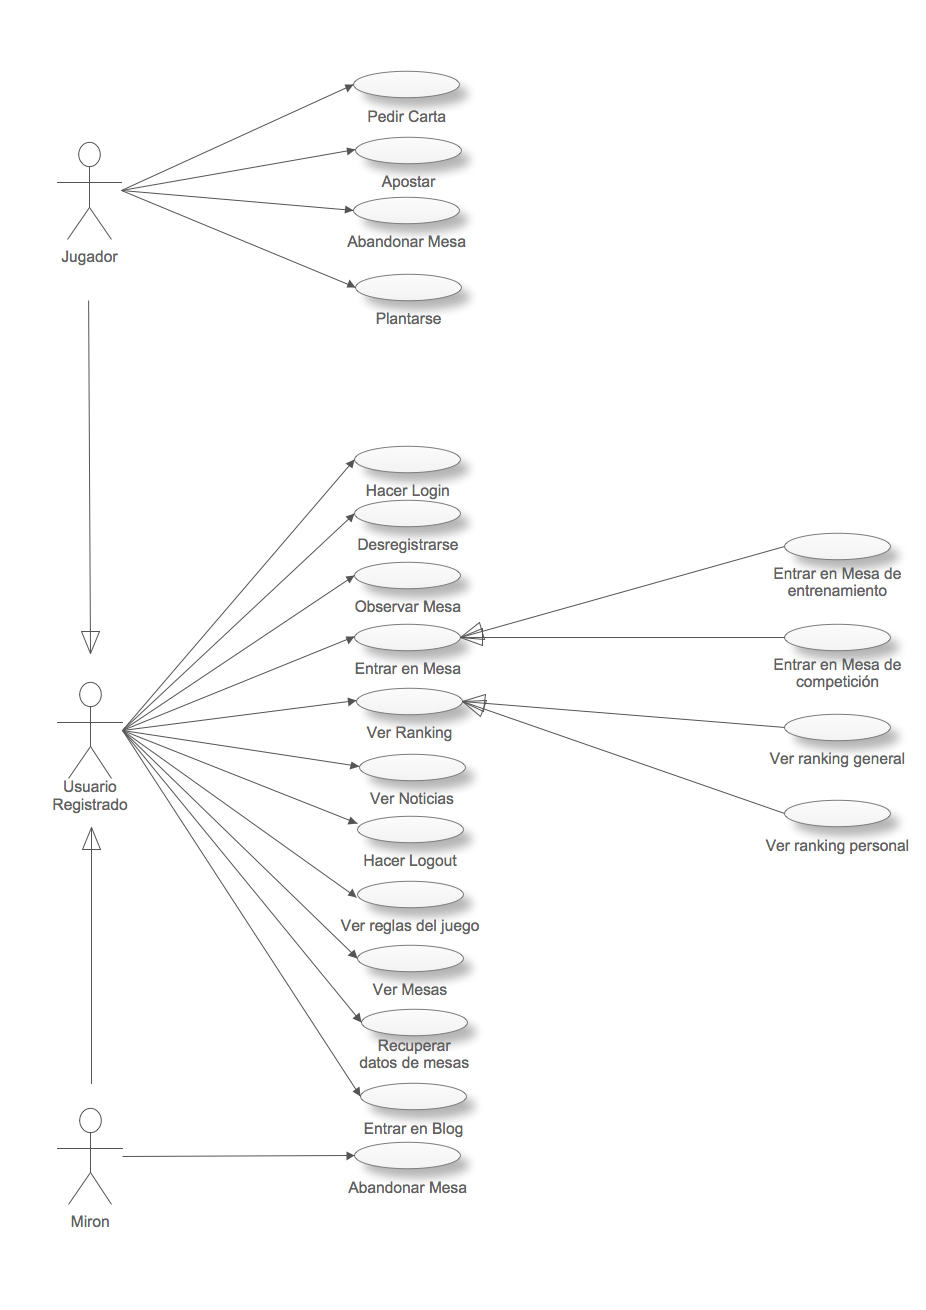 Pedir Carta
Apostar
Abandonar Mesa
Jugador
Plantarse
Hacer Login
Desregistrarse
Observar Mesa
Entrar en Mesa
Ver Ranking
Entrar en Mesa de
entrenamiento
Entrar en Mesa de
competición
Ver ranking general
Ver ranking personal
Usuario
Registrado
Ver Noticias
Hacer Logout
Ver reglas del juego
Ver Mesas
Recuperar
datos de mesas
Entrar en Blog
Abandonar Mesa
Miron